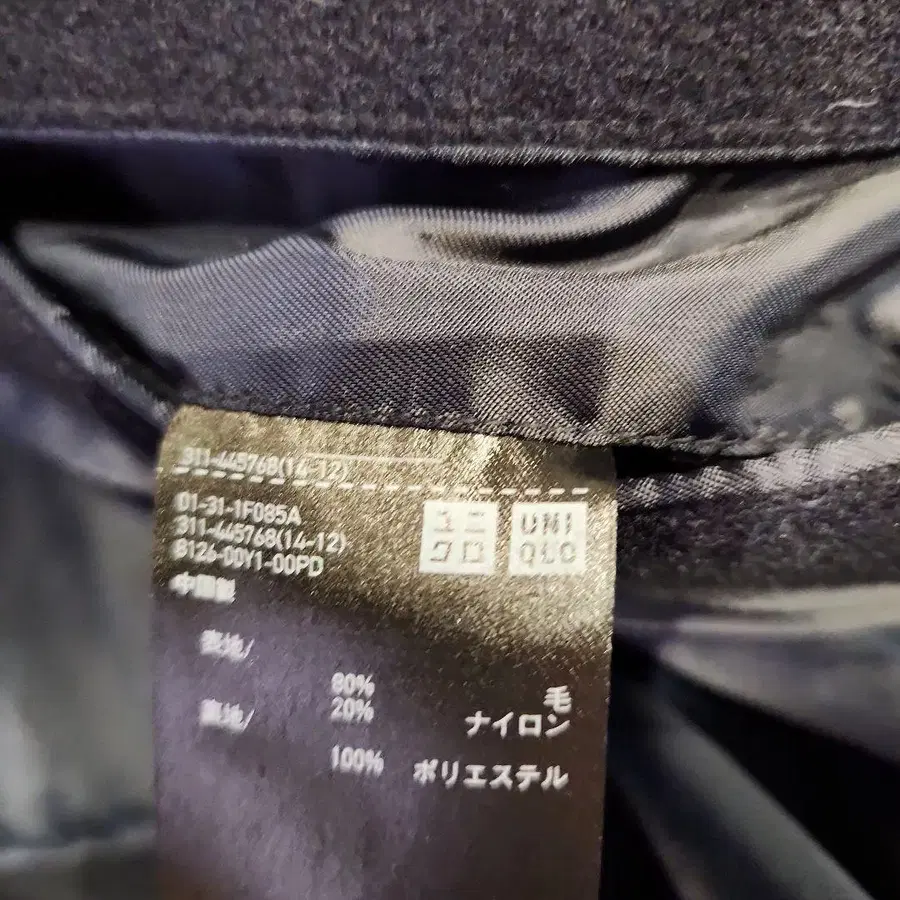 311-445768(14-12)
01-31-1F085A
311-445768(14-12)
8126-00Y1-00PD
中国製
ユニ
クロ
UNI
QLO
表地/
80% 毛
20% ナイロン
裏地/
100% ポリエステル